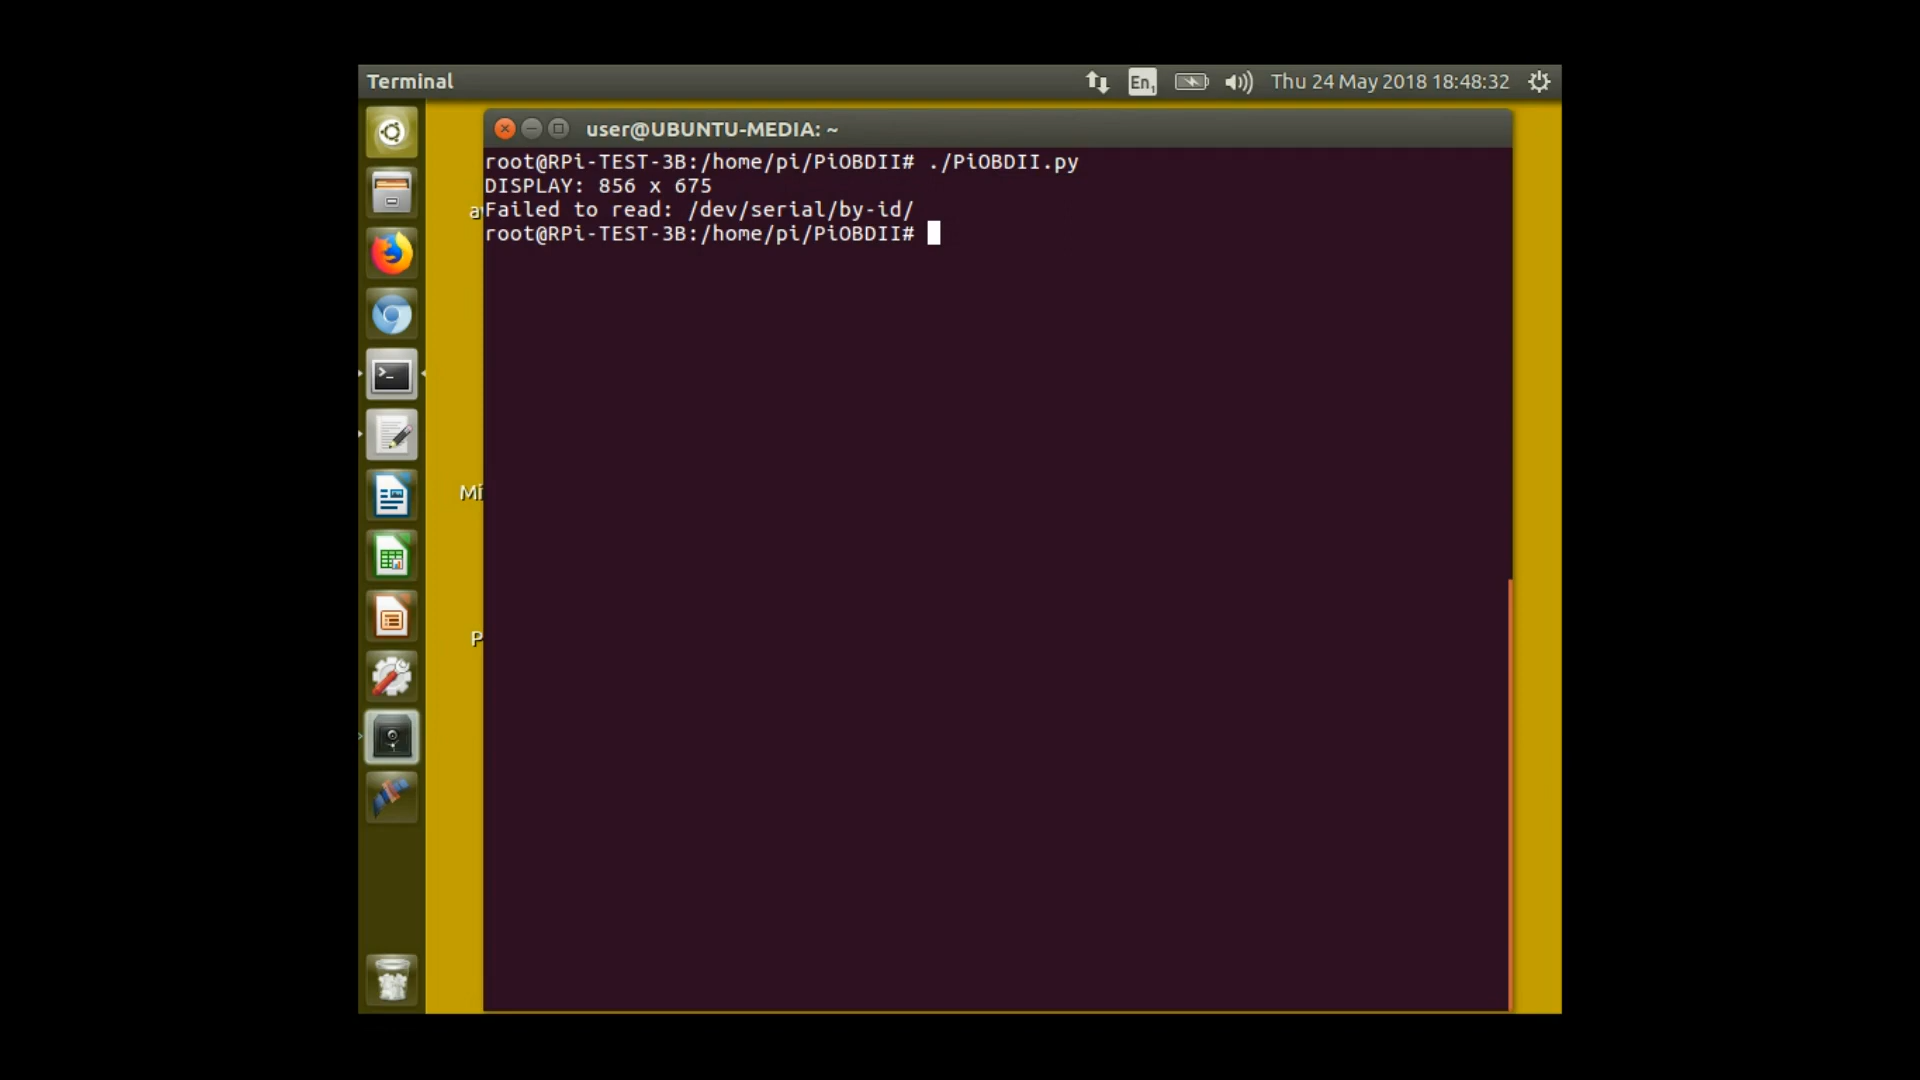 Terminal
En1
Thu 24 May 2018 18:48:32
user@UBUNTU-MEDIA: ~
root@RPi-TEST-3B:/home/pi/PiOBDII# ./PiOBDII.py
DISPLAY: 856 x 675
Failed to read: /dev/serial/by-id/
root@RPi-TEST-3B:/home/pi/PiOBDII#
Mi
P